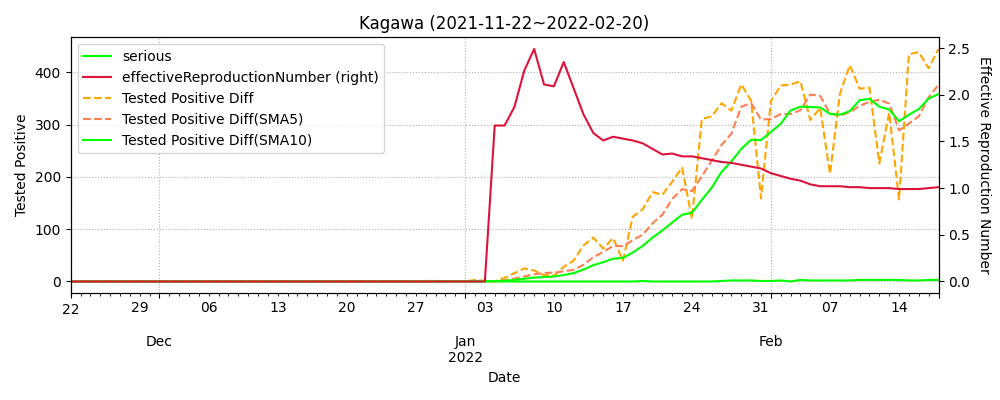 Kagawa (2021-11-22~2022-02-20)
serious
effectiveReproductionNumber (right)
Tested Positive Diff
Tested Positive Diff(SMA5)
Tested Positive Diff(SMA10)
Tested Positive
400
300
200
100
0
2.5
2.0
1.5
1.0
0.5
0.0
Effective Reproduction Number
22 29 06 13 20 27 03 10 17 24 31 07 14
Dec Jan Feb
2022
Date